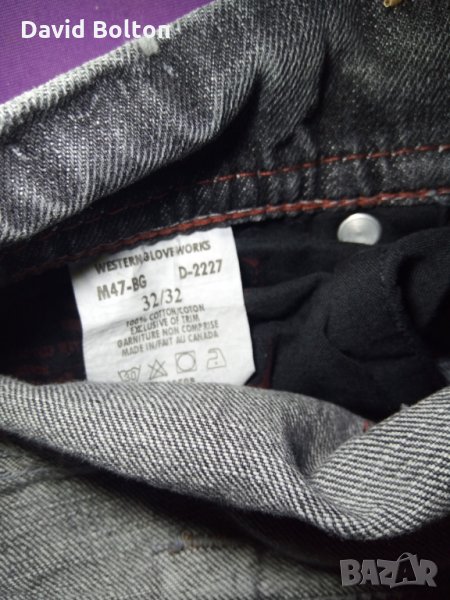 David Bolton
WESTERN GLOVE WORKS
M47-BG D-2227
32/32
100% COTTON/COTON
EXCLUSIVE OF TRIM
GARNITURE NON COMPRISE
MADE IN/FAIT AU CANADA
BAZAR